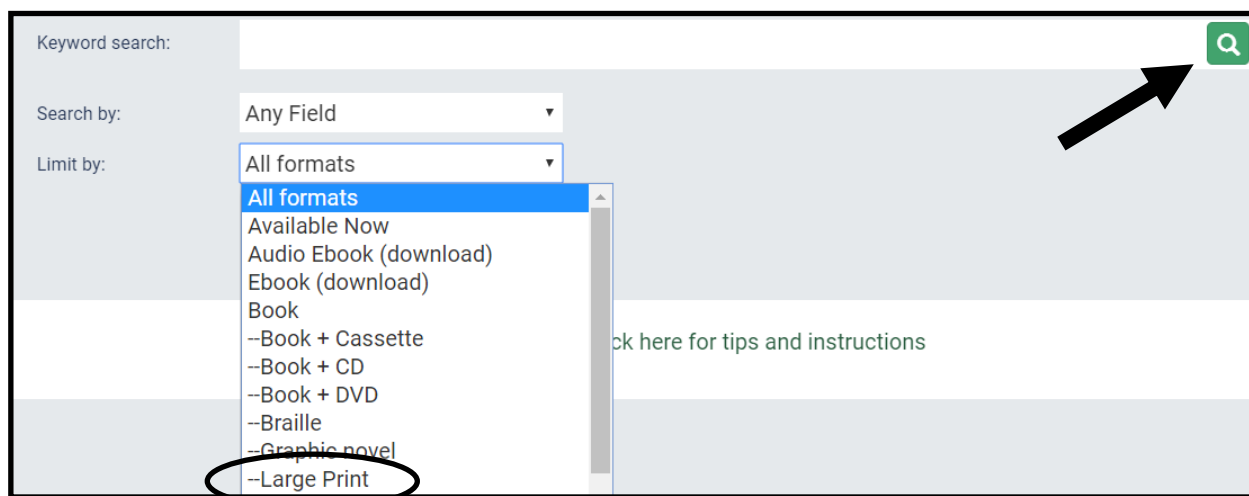 Keyword search:
Search by:
Any Field
Limit by:
All formats
All formats
Available Now
Audio Ebook (download)
Ebook (download)
Book
--Book + Cassette
--Book + CD
--Book + DVD
--Braille
--Graphic novel
--Large Print
here for tips and instructions